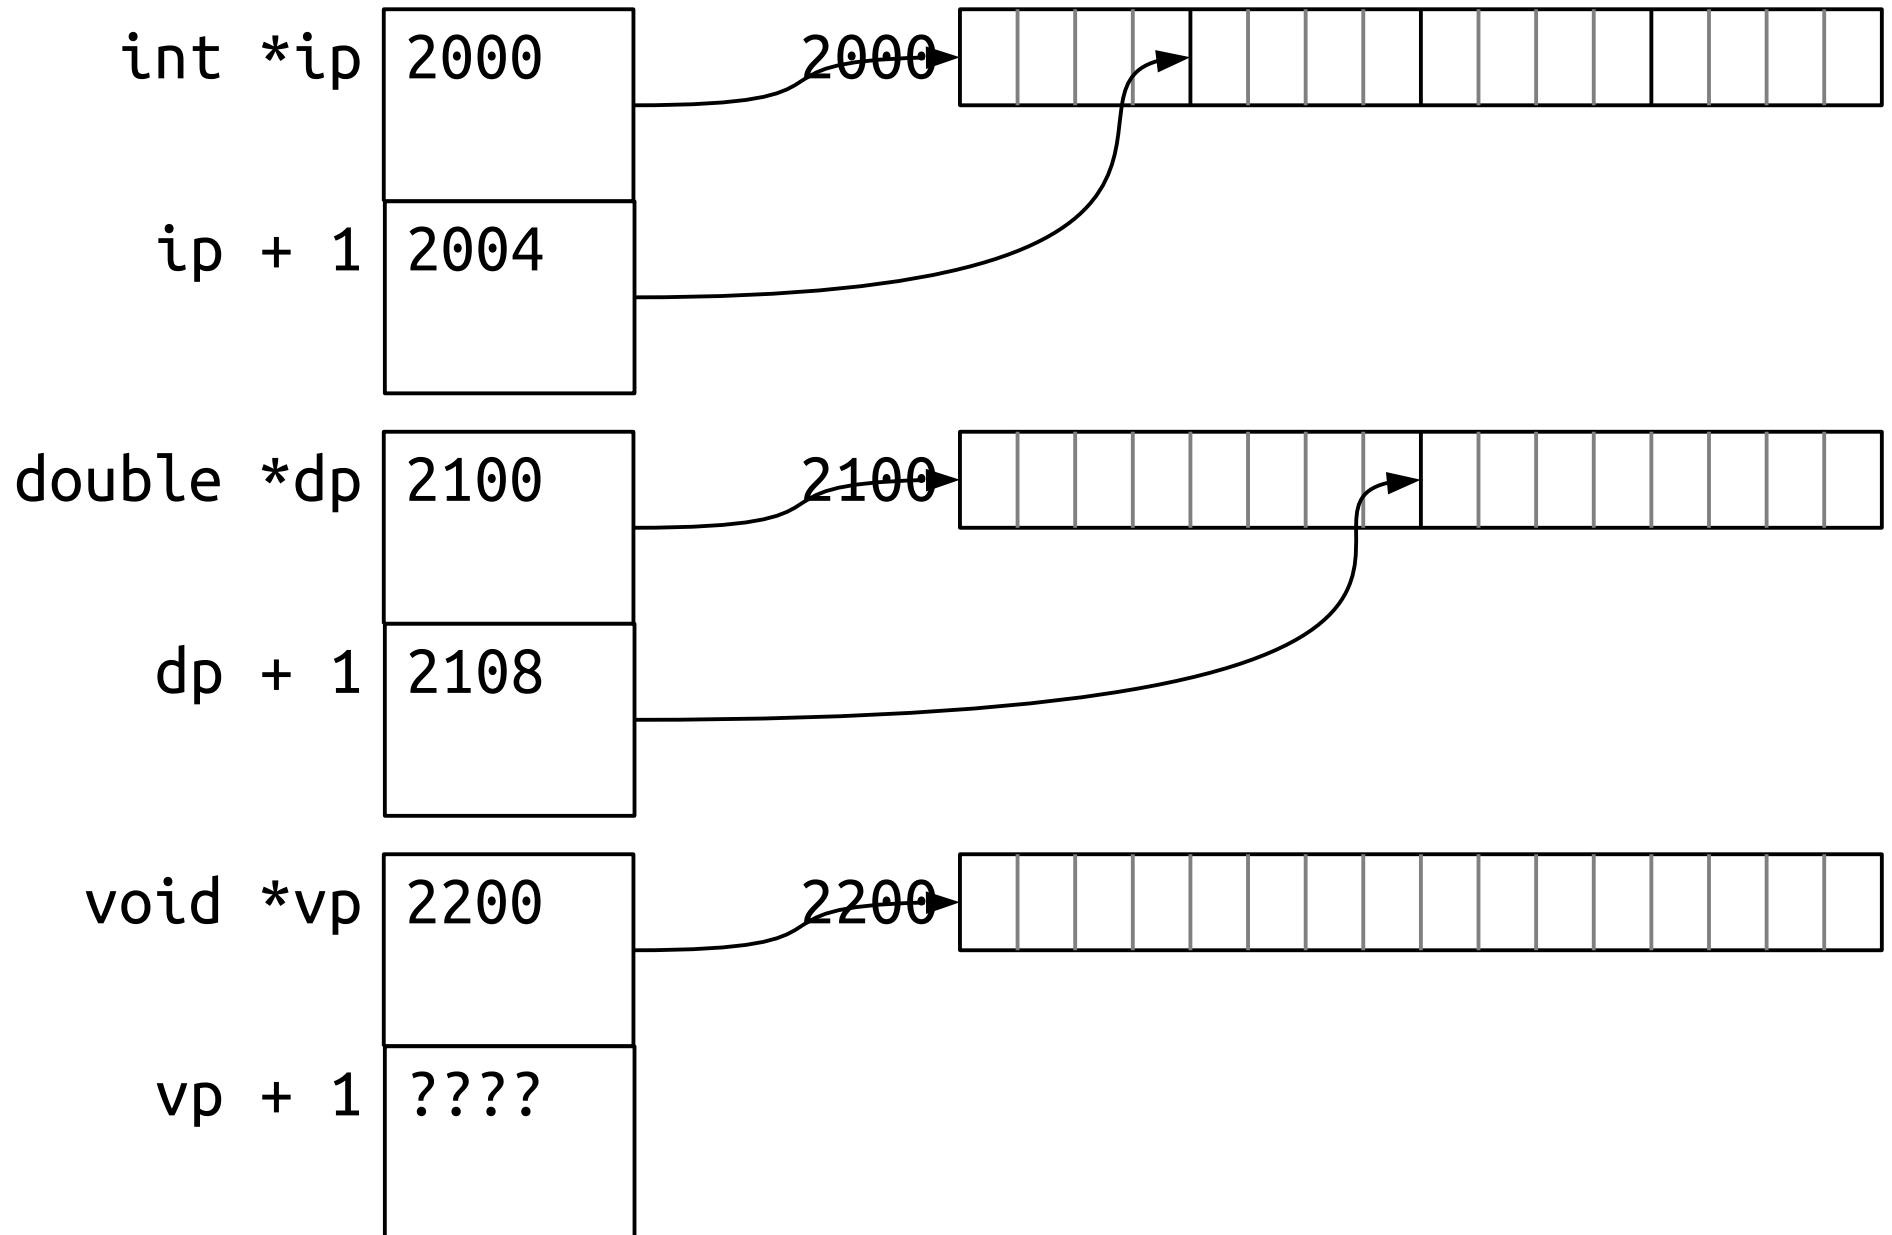 int *ip 2000 2000
ip + 1 2004
double *dp 2100 2100
dp + 1 2108
void *vp 2200 2200
vp + 1 ????